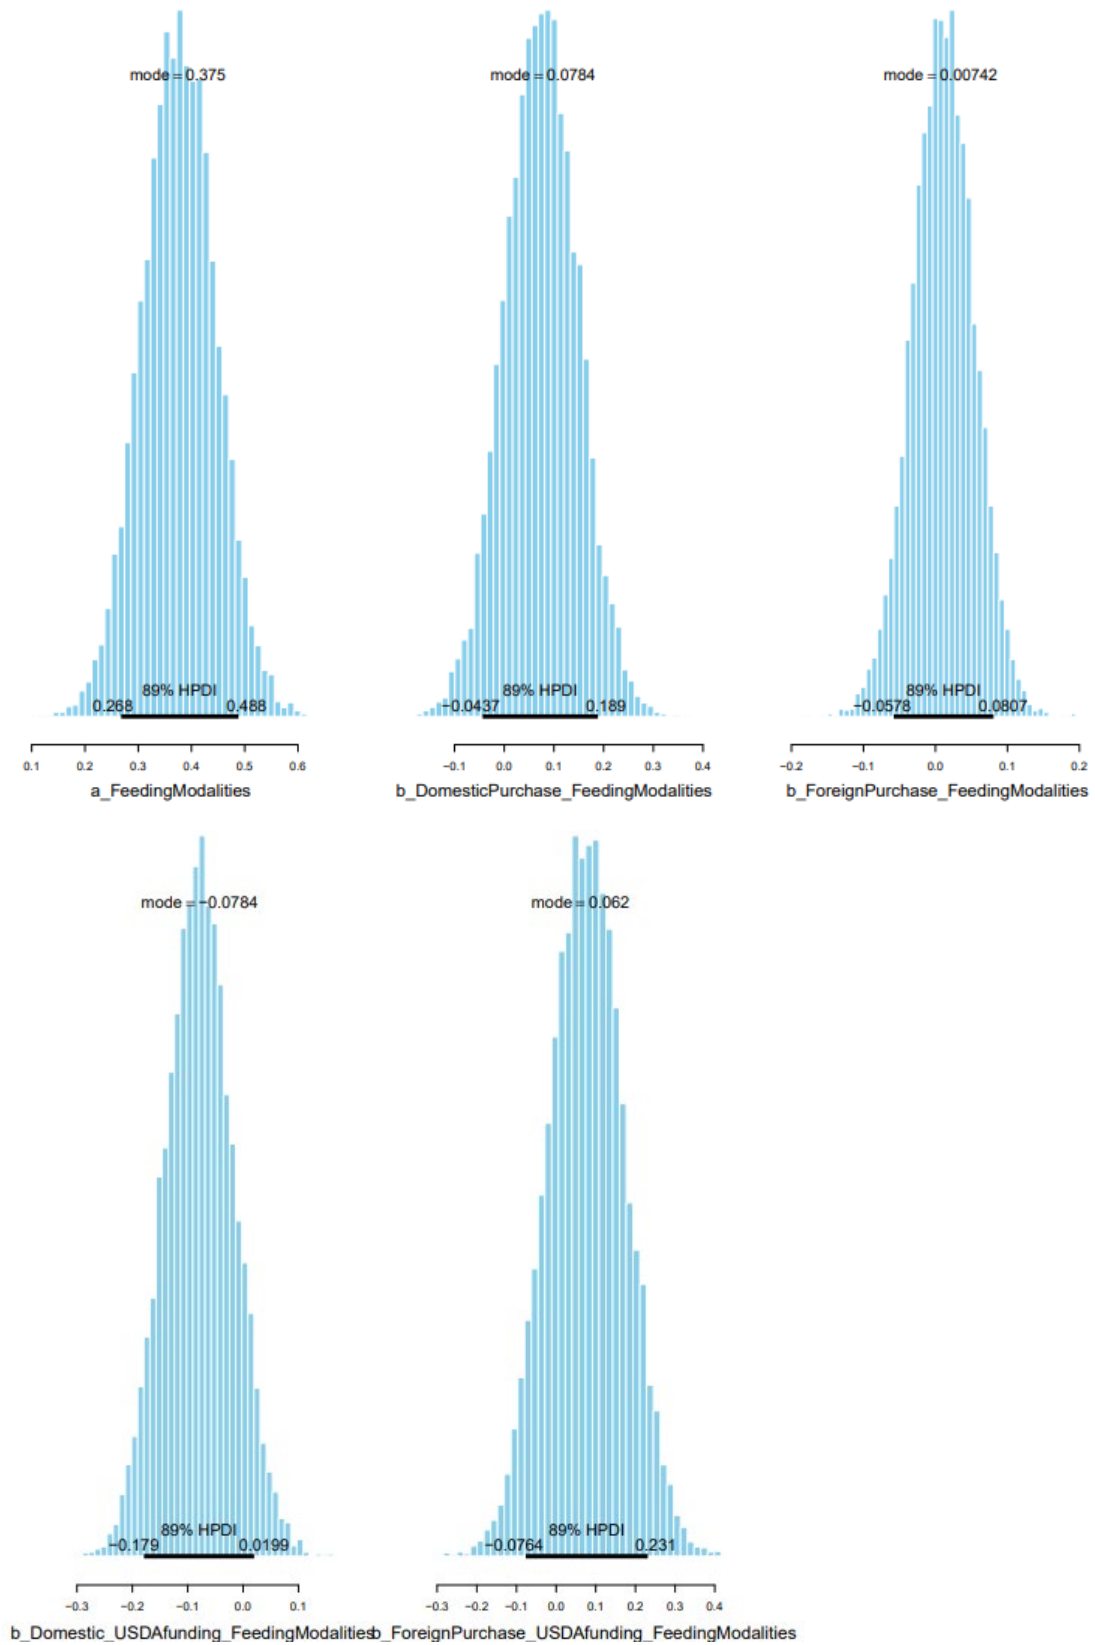 mode = 0.375
mode = 0.0784
mode = 0.00742
89% HPDI
89% HPDI
89% HPDI
0.268 0.488
−0.0437 0.189
−0.0578 0.0807
0.1 0.2 0.3 0.4 0.5 0.6
−0.1 0.0 0.1 0.2 0.3 0.4
−0.2 −0.1 0.0 0.1 0.2
a_FeedingModalities
b_DomesticPurchase_FeedingModalities
b_ForeignPurchase_FeedingModalities
mode = −0.0784
mode = 0.062
89% HPDI
89% HPDI
−0.179 0.0199
−0.0764 0.231
−0.3 −0.2 −0.1 0.0 0.1
−0.3 −0.2 −0.1 0.0 0.1 0.2 0.3 0.4
b_Domestic_USDAfunding_FeedingModalities
b_ForeignPurchase_USDAfunding_FeedingModalities